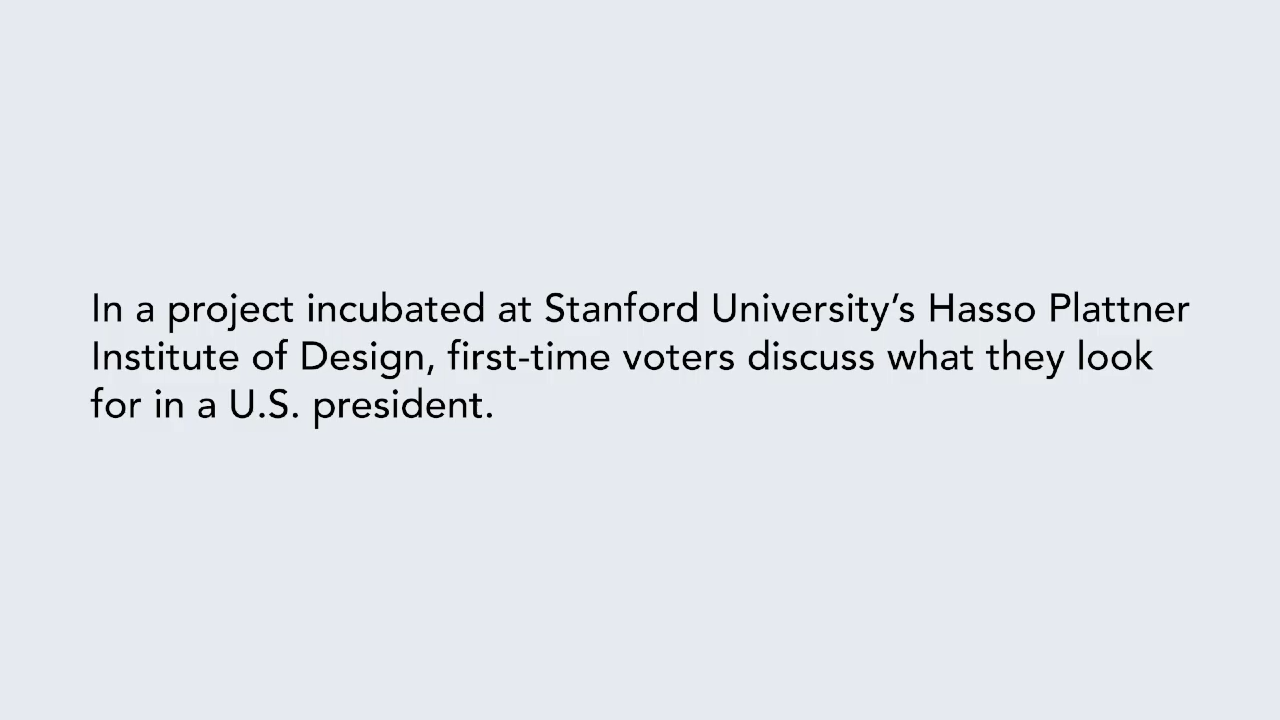 In a project incubated at Stanford University’s Hasso Plattner
Institute of Design, first-time voters discuss what they look
for in a U.S. president.